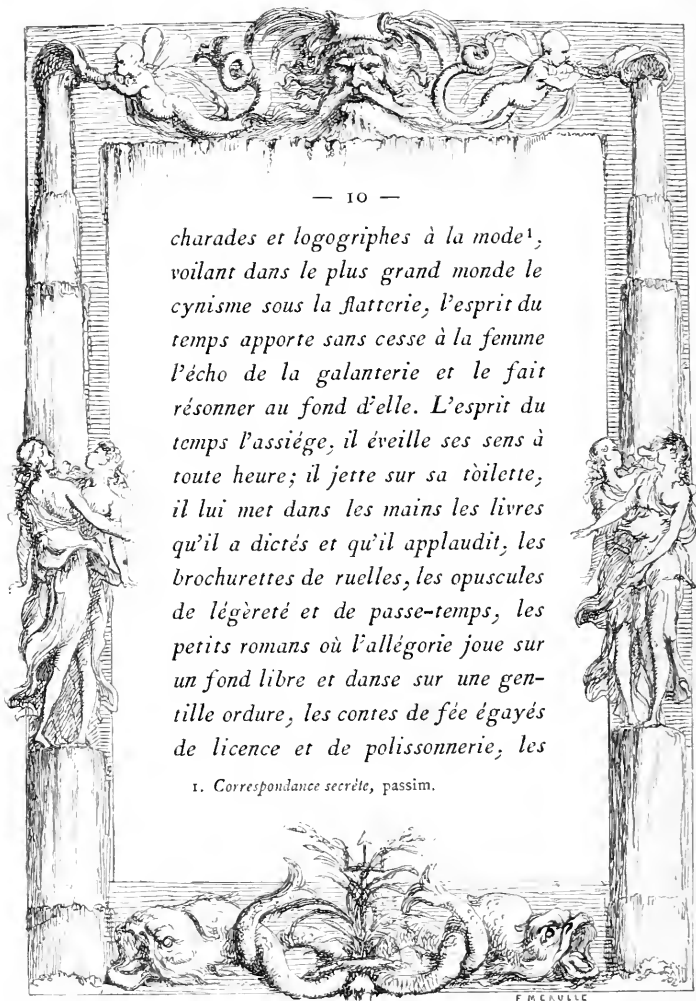 — 10 —
charades et logogriphes à la mode¹,
voilant dans le plus grand monde le
cynisme sous la flatterie, l'esprit du
temps apporte sans cesse à la femme
l'écho de la galanterie et le fait
résonner au fond d'elle. L'esprit du
temps l'assiége, il éveille ses sens à
toute heure; il jette sur sa toilette,
il lui met dans les mains les livres
qu'il a dictés et qu'il applaudit, les
brochurettes de ruelles, les opuscules
de légèreté et de passe-temps, les
petits romans où l'allégorie joue sur
un fond libre et danse sur une gen-
tille ordure, les contes de fée égayés
de licence et de polissonnerie, les
1. Correspondance secrète, passim.